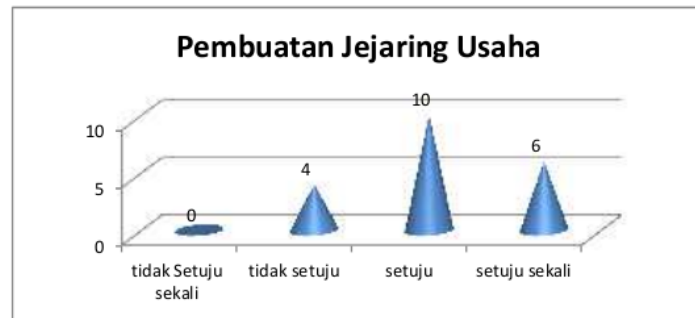 Pembuatan Jejaring Usaha
10
10
6
5
4
0
0
tidak Setuju sekali
tidak setuju
setuju
setuju sekali